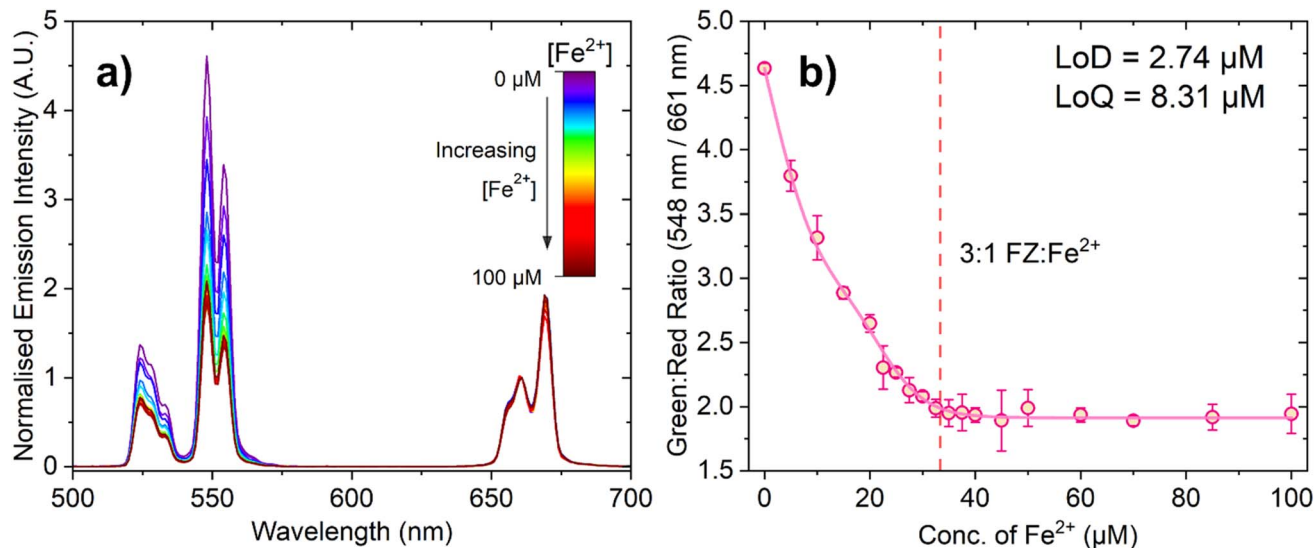 a)
Normalised Emission Intensity (A.U.)
5
4
3
2
1
0
500
550
600
650
700
Wavelength (nm)
[Fe²⁺]
0 µM
Increasing
[Fe²⁺]
100 µM
b)
Green:Red Ratio (548 nm / 661 nm)
5.0
4.5
4.0
3.5
3.0
2.5
2.0
1.5
0
20
40
60
80
100
Conc. of Fe²⁺ (µM)
LoD = 2.74 µM
LoQ = 8.31 µM
3:1 FZ:Fe²⁺